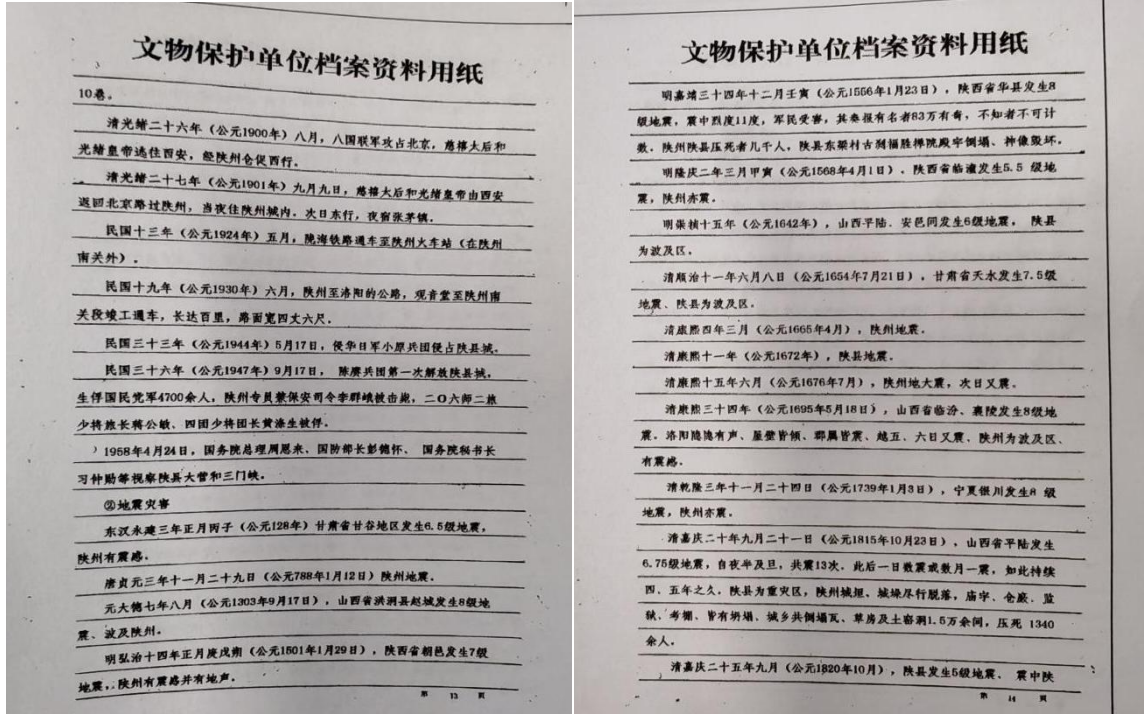 文物保护单位档案资料用纸
10卷。
清光绪二十六年（公元1900年）八月，八国联军攻占北京，慈禧太后和
光绪皇帝逃往西安，经陕州仓促西行。
清光绪二十七年（公元1901年）九月九日，慈禧太后和光绪皇帝由西安
返回北京路过陕州，当夜住陕州城内。次日东行，夜宿张茅镇。
民国十三年（公元1924年）五月，陇海铁路通车至陕州火车站（在陕州
南关外）。
民国十九年（公元1930年）六月，陕州至洛阳的公路，观音堂至陕州南
关段竣工通车，长达百里，路面宽四丈六尺。
民国三十三年（公元1944年）5月17日，侵华日军小原兵团侵占陕县城。
民国三十六年（公元1947年）9月17日， 陈赓兵团第一次解放陕县城，
生俘国民党军4700余人，陕州专员兼保安司令李群峨被击毙，二〇六师二旅
少将旅长蒋公敏、四团少将团长黄涤生被俘。
1958年4月24日，国务院总理周恩来、国防部长彭德怀、 国务院秘书长
习仲勋等视察陕县大营和三门峡。
②地震灾害
东汉永建三年正月丙子（公元128年）甘肃省甘谷地区发生6.5级地震，
陕州有震感。
唐贞元三年十一月二十九日（公元788年1月12日）陕州地震。
元大德七年八月（公元1303年9月17日），山西省洪洞县赵城发生8级地
震、波及陕州。
明弘治十四年正月庚戌朔（公元1501年1月29日），陕西省朝邑发生7级
地震，陕州有震感并有地声。
第 13 页
文物保护单位档案资料用纸
明嘉靖三十四年十二月壬寅（公元1556年1月23日），陕西省华县发生8
级地震，震中烈度11度，军民受害，其奏报有名者83万有奇，不知者不可计
数。陕州陕县压死者几千人，陕县东梁村古刹福胜禅院殿宇倒塌、神像毁坏。
明隆庆二年三月甲寅（公元1568年4月1日）．陕西省临潼发生5.5 级地
震，陕州亦震。
明崇祯十五年（公元1642年），山西平陆．安邑同发生6级地震， 陕县
为波及区。
清顺治十一年六月八日（公元1654年7月21日），甘肃省天水发生7.5级
地震、陕县为波及区。
清康熙四年三月（公元1665年4月），陕州地震。
清康熙十一年（公元1672年），陕县地震。
清康熙十五年六月（公元1676年7月），陕州地大震，次日又震。
清康熙三十四年（公元1695年5月18日），山西省临汾、襄陵发生8级地
震。洛阳隐隐有声、屋壁皆倾、郡属皆震、越五、六日又震、陕州为波及区、
有震感。
清乾隆三年十一月二十四日（公元1739年1月3日），宁夏银川发生8 级
地震，陕州亦震。
清嘉庆二十年九月二十一日（公元1815年10月23日），山西省平陆发生
6.75级地震，自夜半及旦，共震13次。此后一日数震或数月一震，如此持续
四、五年之久。陕县为重灾区，陕州城垣、城垛尽行脱落，庙宇、仓廒、监
狱、考棚、皆有坍塌、城乡共倒塌瓦、草房及土窑洞1.5万余间，压死 1340
余人。
清嘉庆二十五年九月（公元1820年10月），陕县发生5级地震、 震中陕
第 14 页